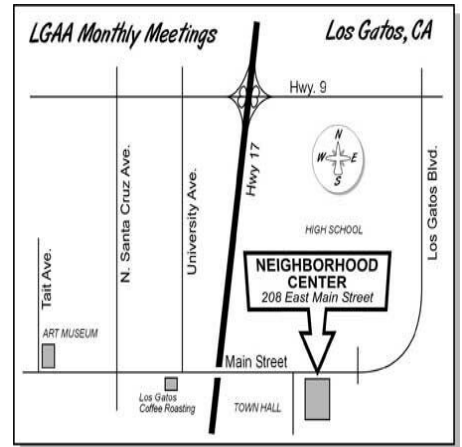 LGAA Monthly Meetings
Los Gatos, CA
Hwy. 9
Hwy 17
N
W
E
S
Tait Ave.
N. Santa Cruz Ave.
University Ave.
Los Gatos Blvd.
HIGH SCHOOL
NEIGHBORHOOD
CENTER
208 East Main Street
ART MUSEUM
Main Street
Los Gatos
Coffee Roasting
TOWN HALL